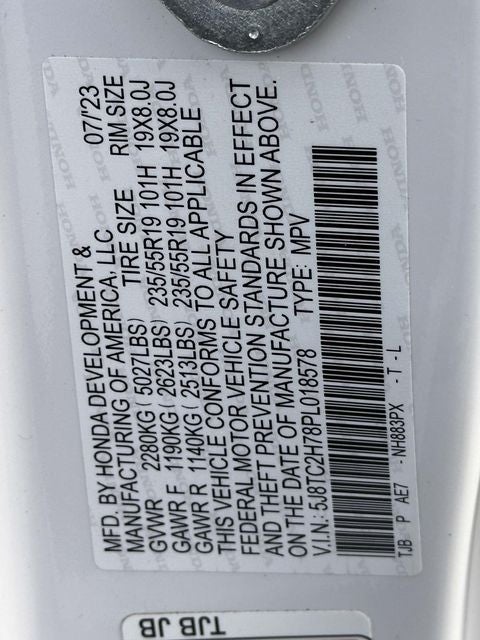 MFD. BY HONDA DEVELOPMENT & 07/'23
MANUFACTURING OF AMERICA, LLC
TIRE SIZE RIM SIZE
GVWR 2280KG ( 5027LBS)
GAWR F 1190KG ( 2623LBS) 235/55R19 101H 19X8.0J
GAWR R 1140KG ( 2513LBS) 235/55R19 101H 19X8.0J
THIS VEHICLE CONFORMS TO ALL APPLICABLE
FEDERAL MOTOR VEHICLE SAFETY
AND THEFT PREVENTION STANDARDS IN EFFECT
ON THE DATE OF MANUFACTURE SHOWN ABOVE.
V.I.N.: 5J8TC2H78PL018578 TYPE: MPV
TJB P AE7 - NH883PX - T - L
TJB JB
HONDA